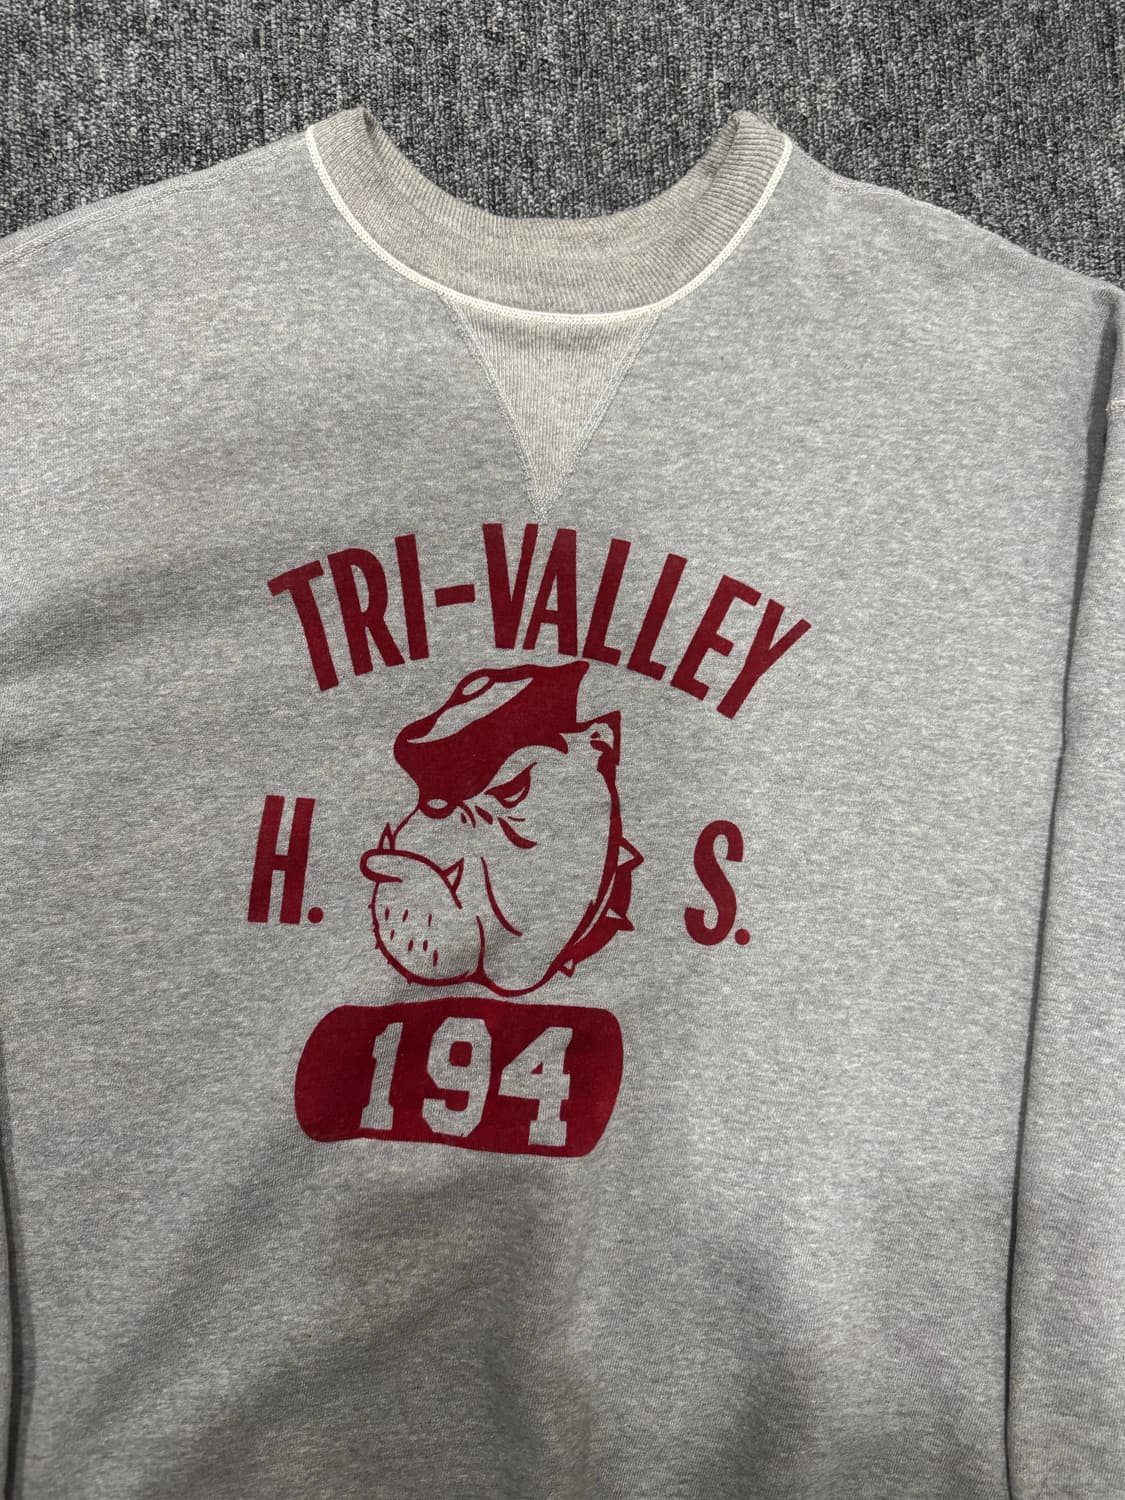 TRI-VALLEY
H. S.
194